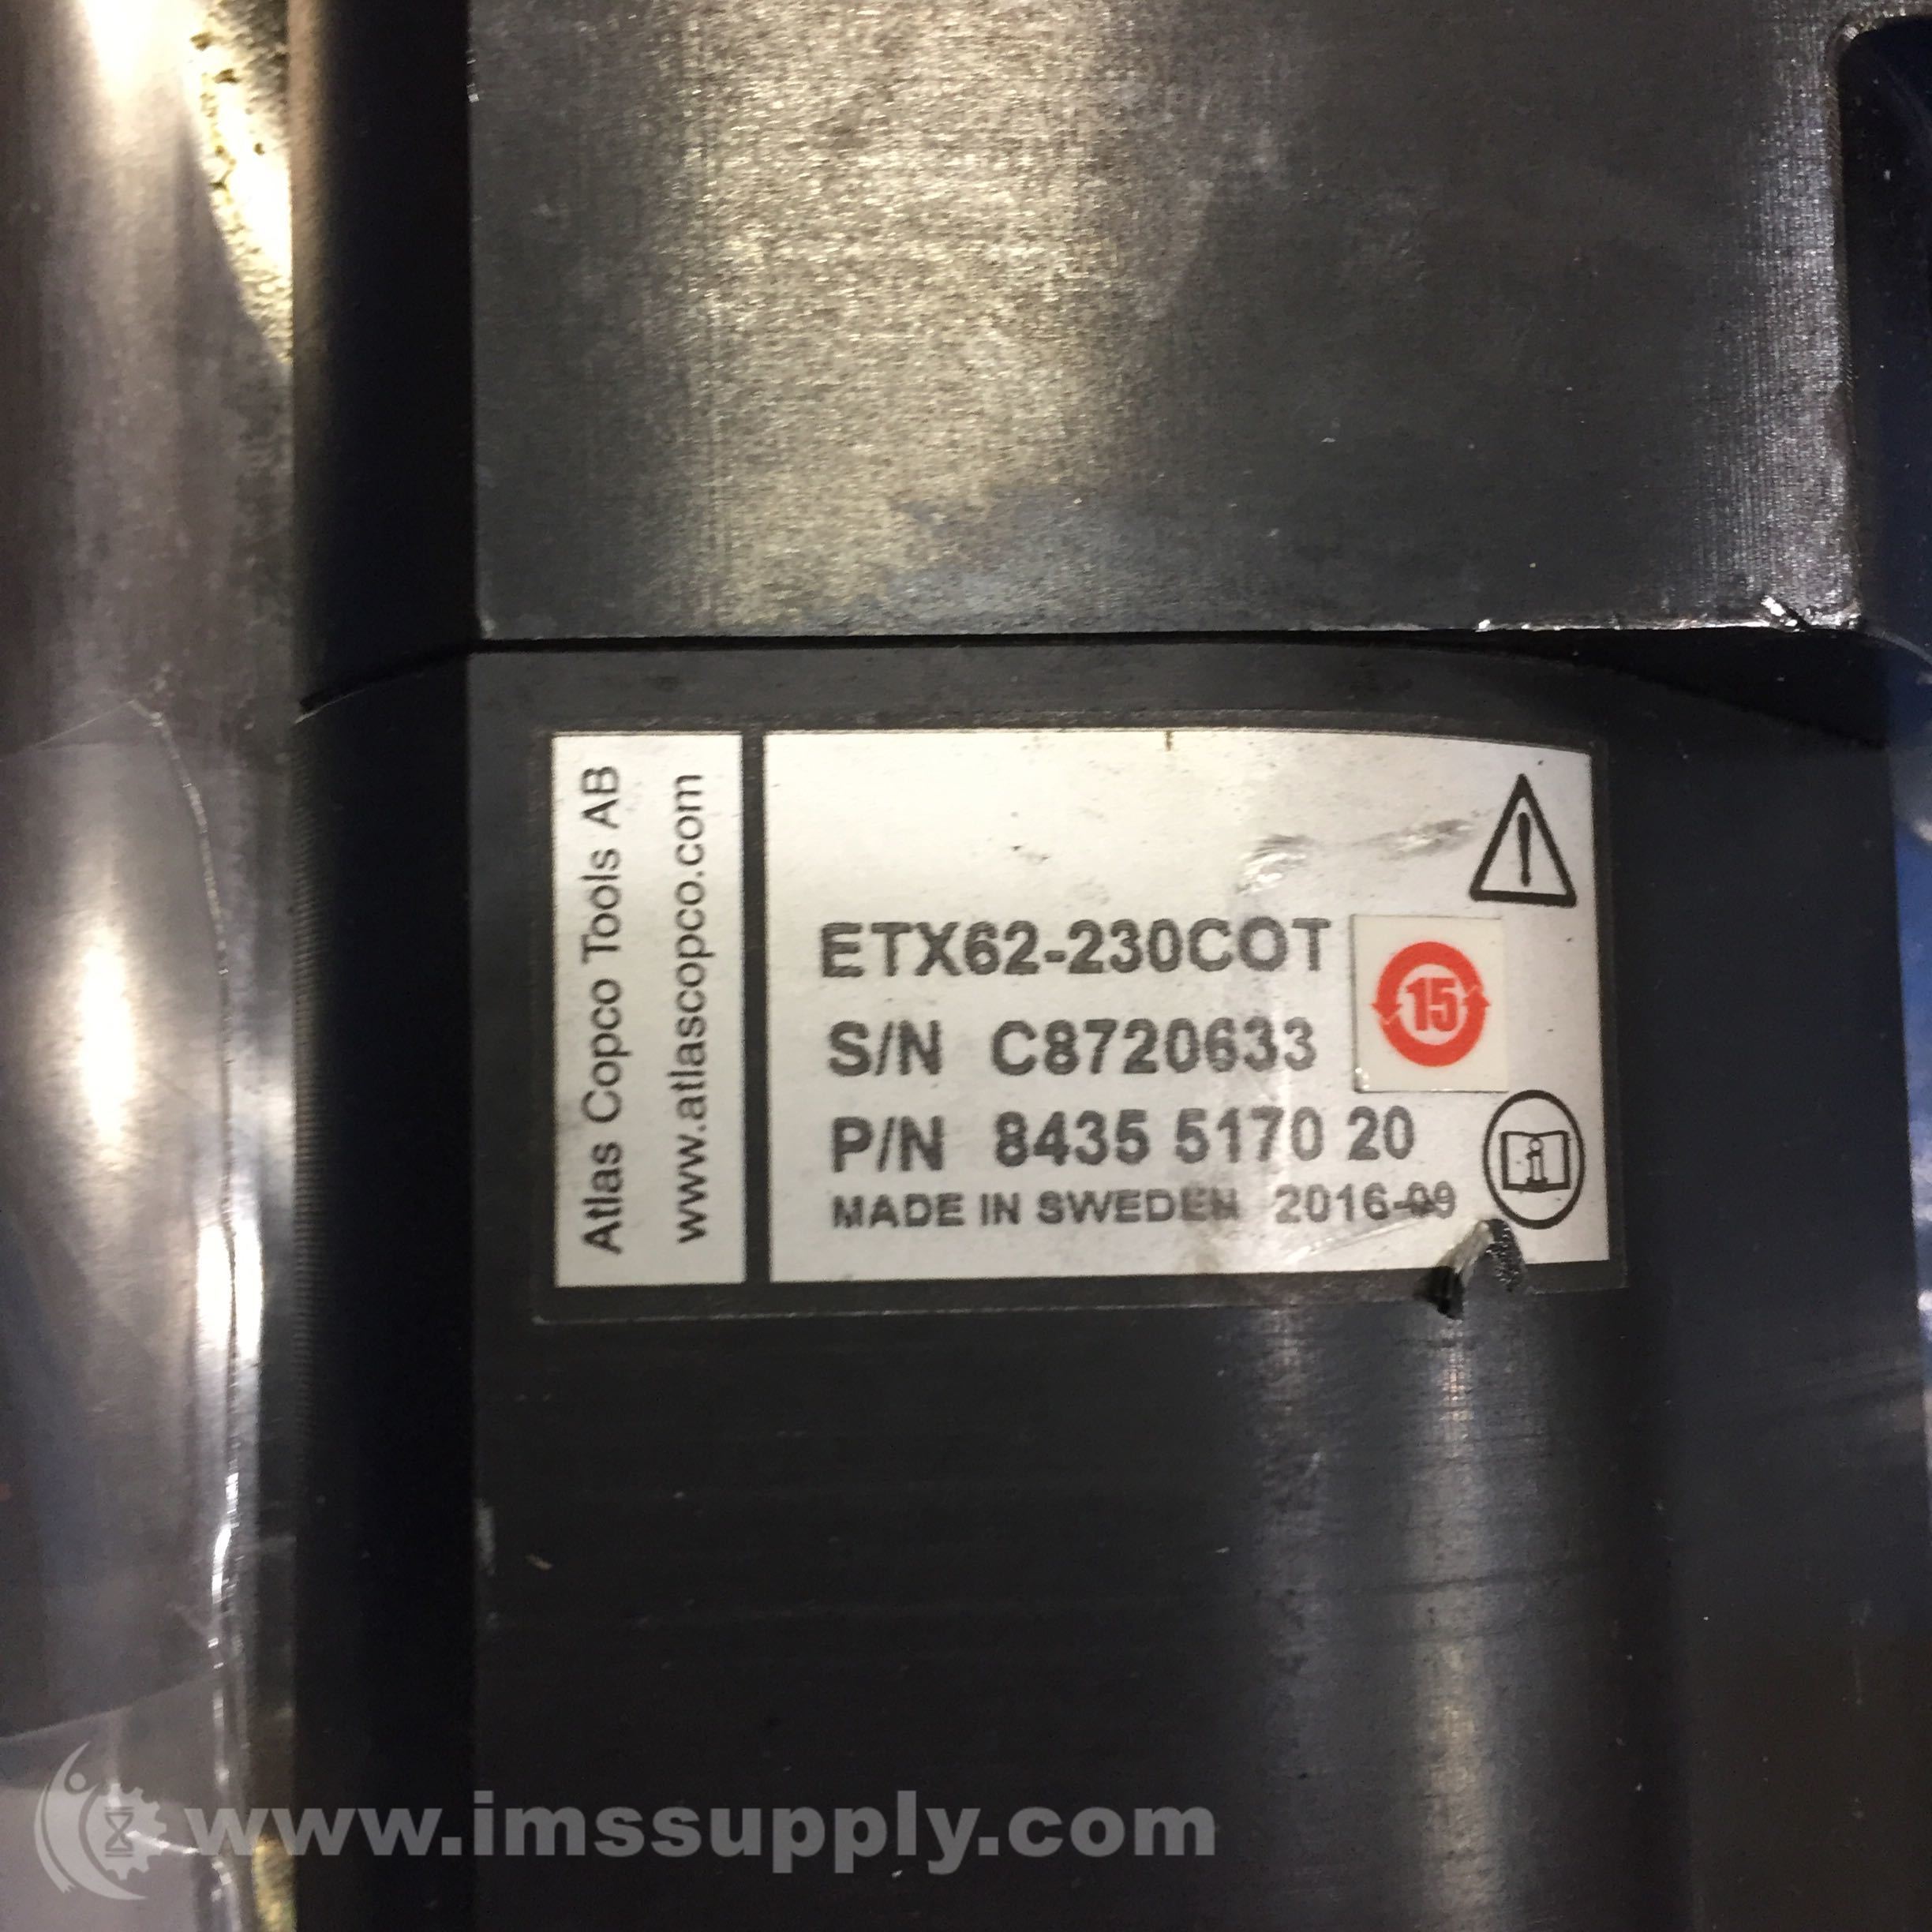 Atlas Copco Tools AB
www.atlascopco.com
ETX62-230COT
S/N C8720633
P/N 8435 5170 20
MADE IN SWEDEN 2016-09
15
www.imssupply.com